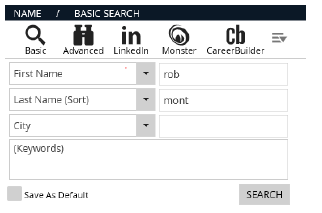 NAME / BASIC SEARCH
Basic Advanced LinkedIn Monster CareerBuilder
First Name rob
Last Name (Sort) mont
City
(Keywords)
Save As Default SEARCH